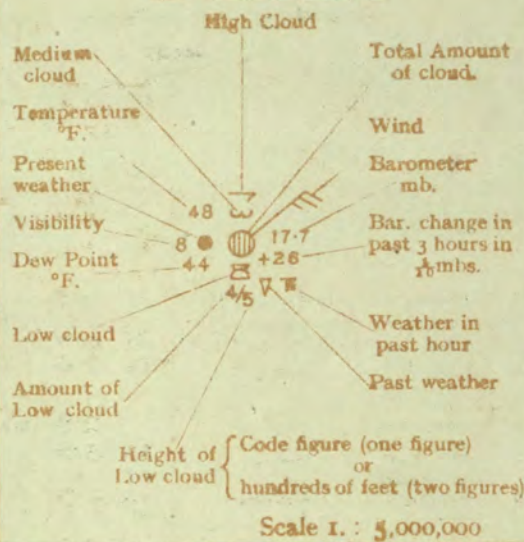 High Cloud
Medium
cloud
Total Amount
of cloud.
Temperature
°F.
Wind
Present
weather
Barometer
mb.
48
Visibility
8
17·7
Bar. change in
past 3 hours in
1/10 mbs.
Dew Point
°F.
44
+26
4/5
Low cloud
Weather in
past hour
Amount of
Low cloud
Past weather
Height of
Low cloud
Code figure (one figure)
or
hundreds of feet (two figures)
Scale 1. : 5,000,000